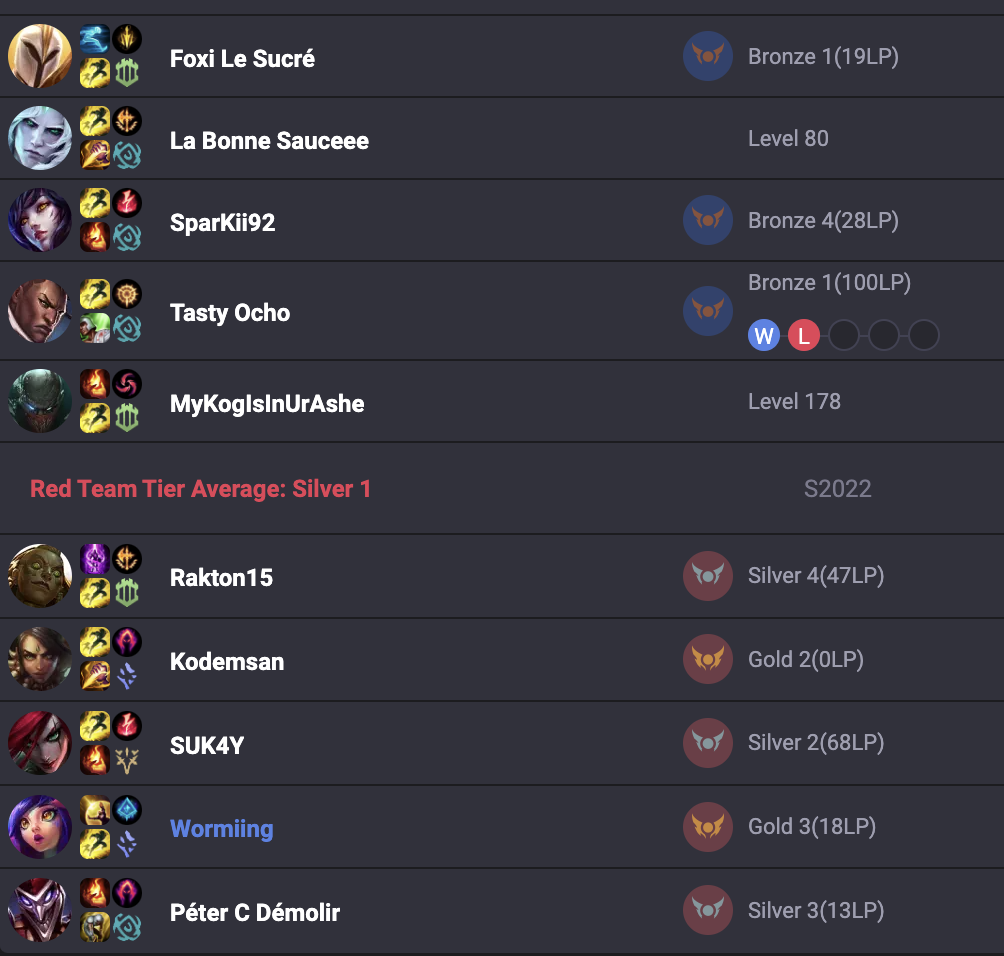 Foxi Le Sucré
Bronze 1(19LP)
La Bonne Sauceee
Level 80
SparKii92
Bronze 4(28LP)
Tasty Ocho
Bronze 1(100LP)
W L
MyKogIsInUrAshe
Level 178
Red Team Tier Average: Silver 1
S2022
Rakton15
Silver 4(47LP)
Kodemsan
Gold 2(0LP)
SUK4Y
Silver 2(68LP)
Wormiing
Gold 3(18LP)
Péter C Démolir
Silver 3(13LP)